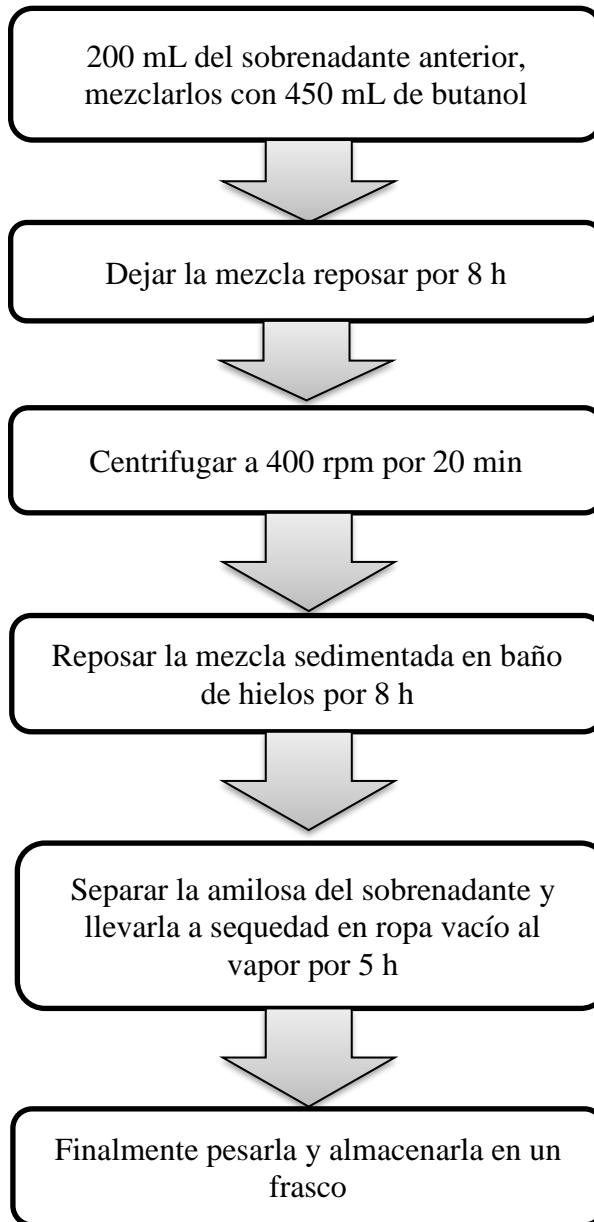 200 mL del sobrenadante anterior,
mezclarlos con 450 mL de butanol
Dejar la mezcla reposar por 8 h
Centrifugar a 400 rpm por 20 min
Reposar la mezcla sedimentada en baño
de hielos por 8 h
Separar la amilosa del sobrenadante y
llevarla a sequedad en ropa vacío al
vapor por 5 h
Finalmente pesarla y almacenarla en un
frasco